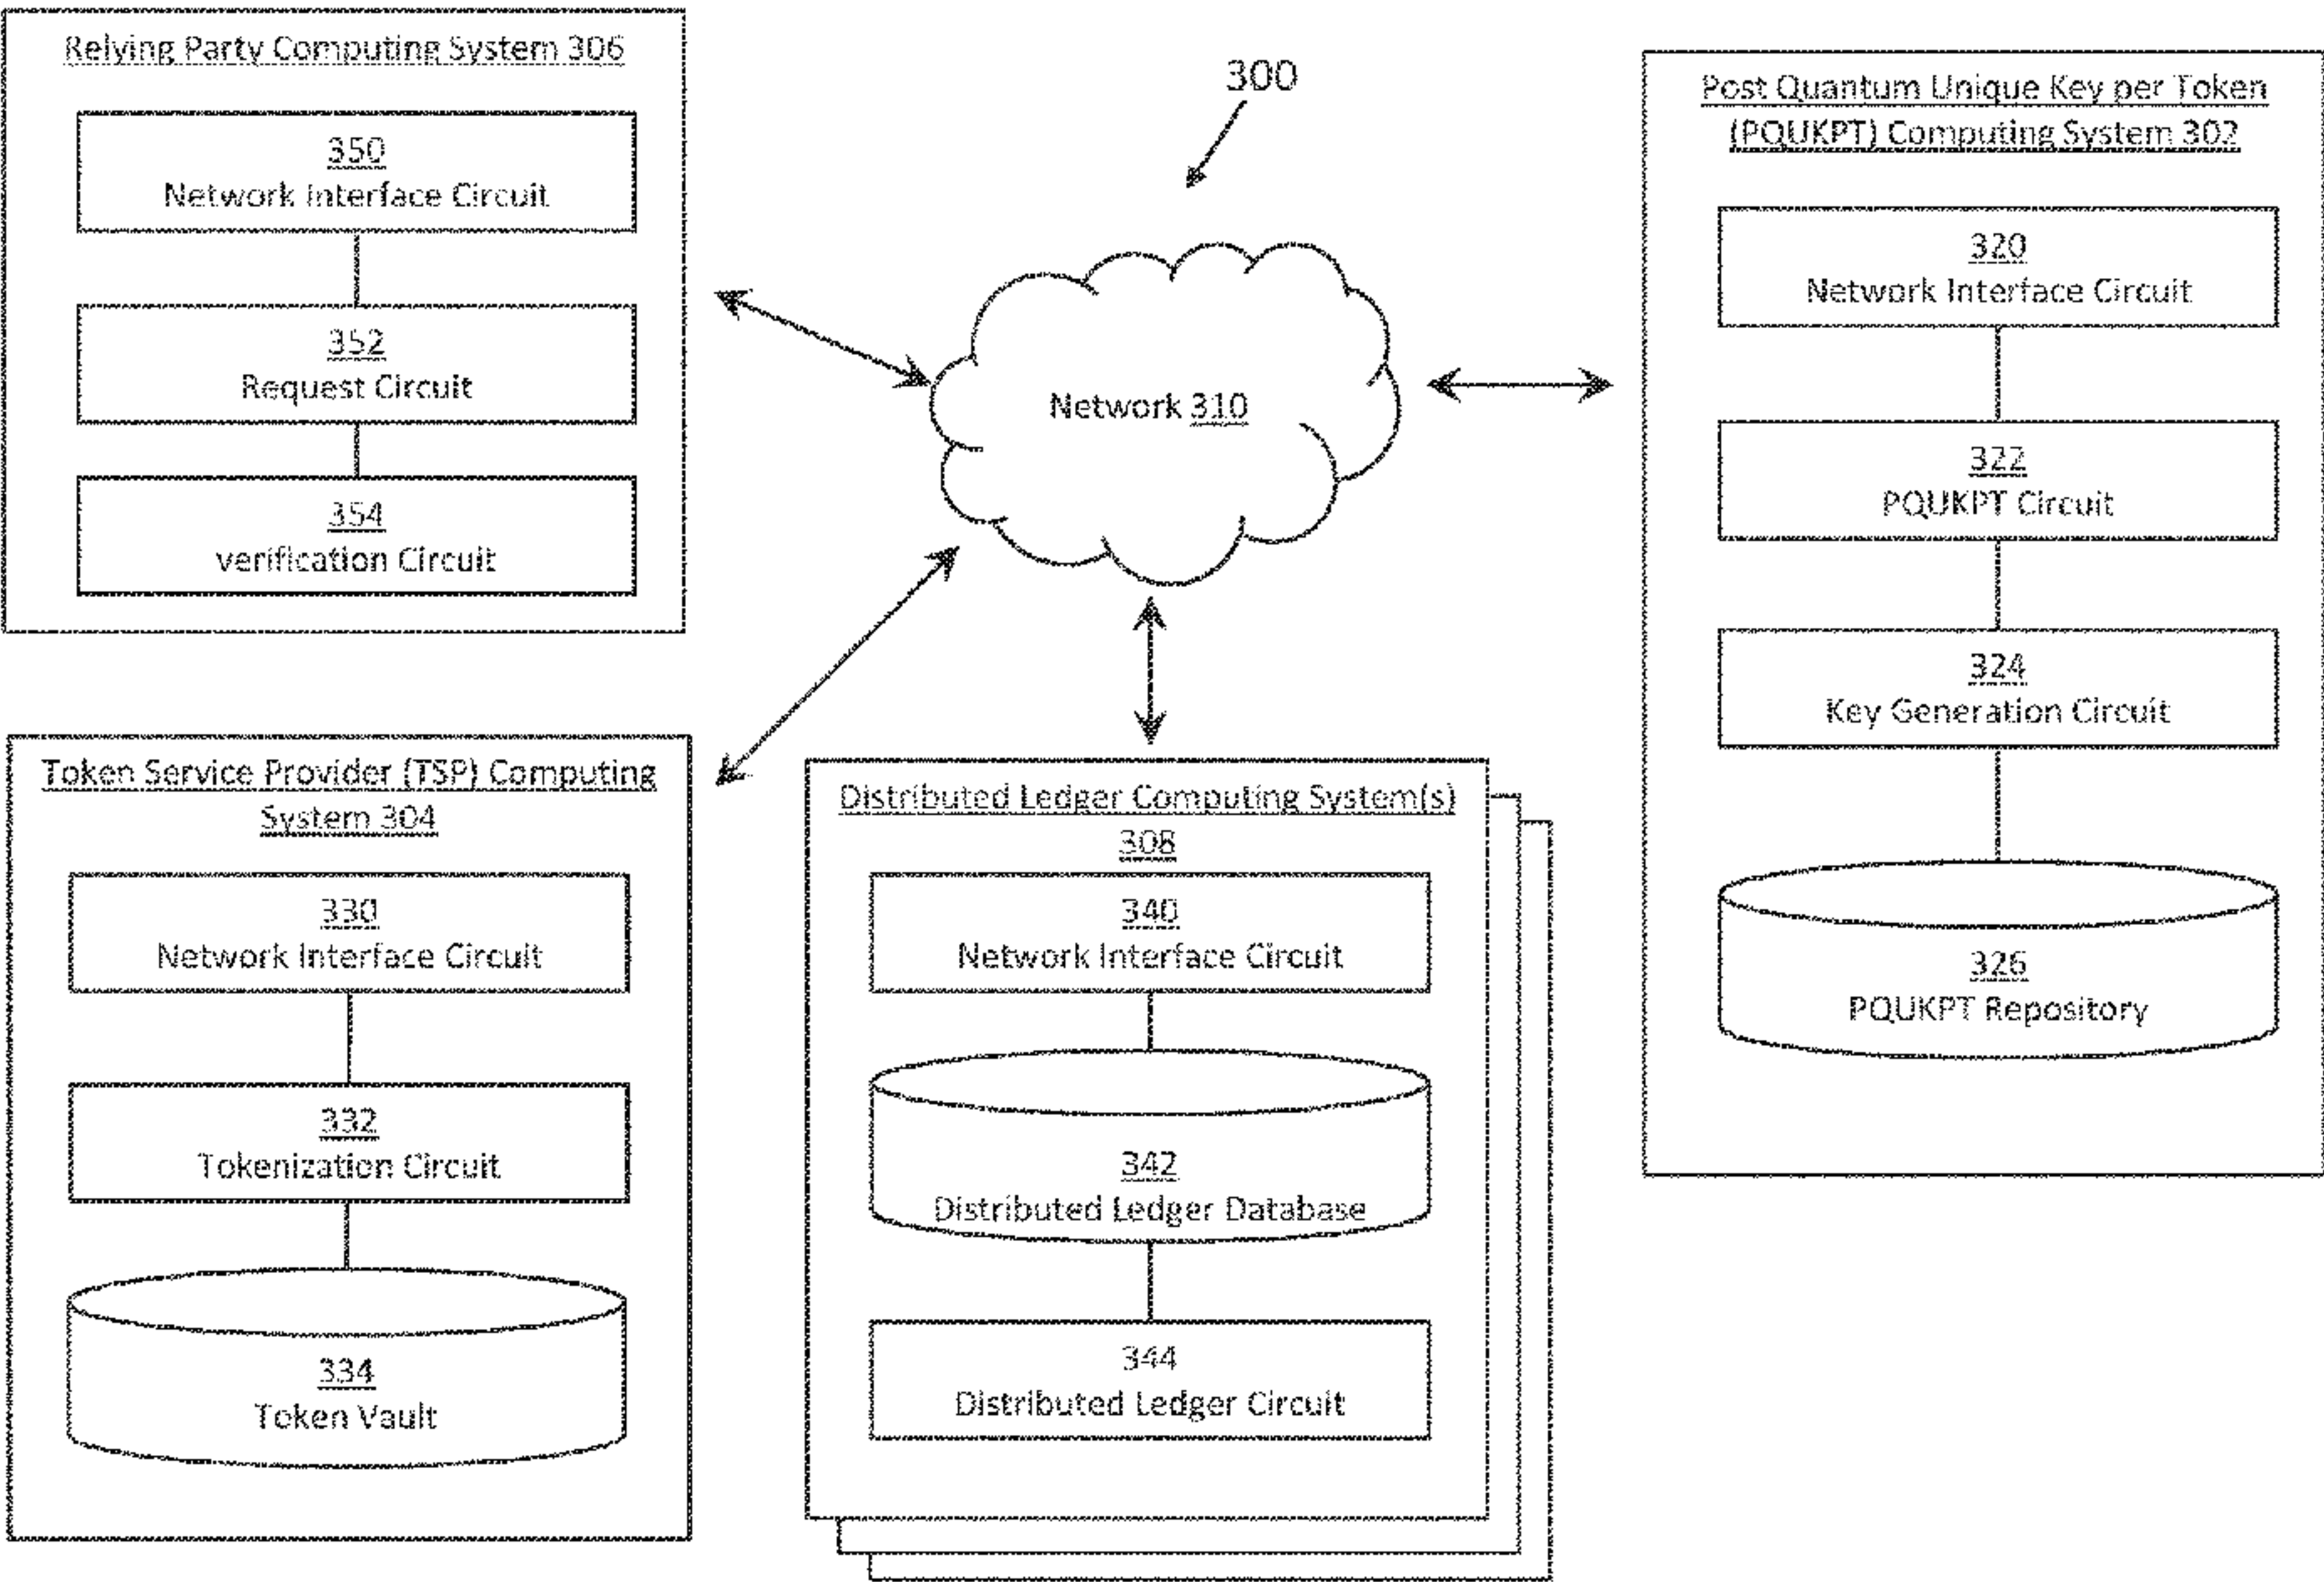 Relying Party Computing System 306
350
Network Interface Circuit
352
Request Circuit
354
verification Circuit
300
Network 310
Post Quantum Unique Key per Token
(PQUKPT) Computing System 302
320
Network Interface Circuit
322
PQUKPT Circuit
324
Key Generation Circuit
326
PQUKPT Repository
Token Service Provider (TSP) Computing
System 304
330
Network Interface Circuit
332
Tokenization Circuit
334
Token Vault
Distributed Ledger Computing System(s)
308
340
Network Interface Circuit
342
Distributed Ledger Database
344
Distributed Ledger Circuit